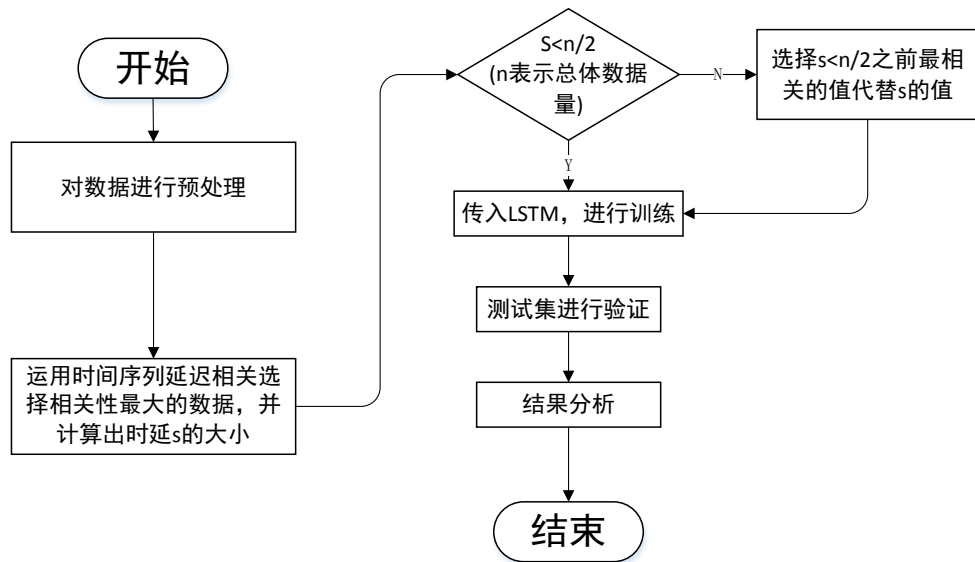 开始
对数据进行预处理
运用时间序列延迟相关选
择相关性最大的数据，并
计算出时延s的大小
S<n/2
(n表示总体数据
量)
N
选择s<n/2之前最相
关的值代替s的值
Y
传入LSTM，进行训练
测试集进行验证
结果分析
结束